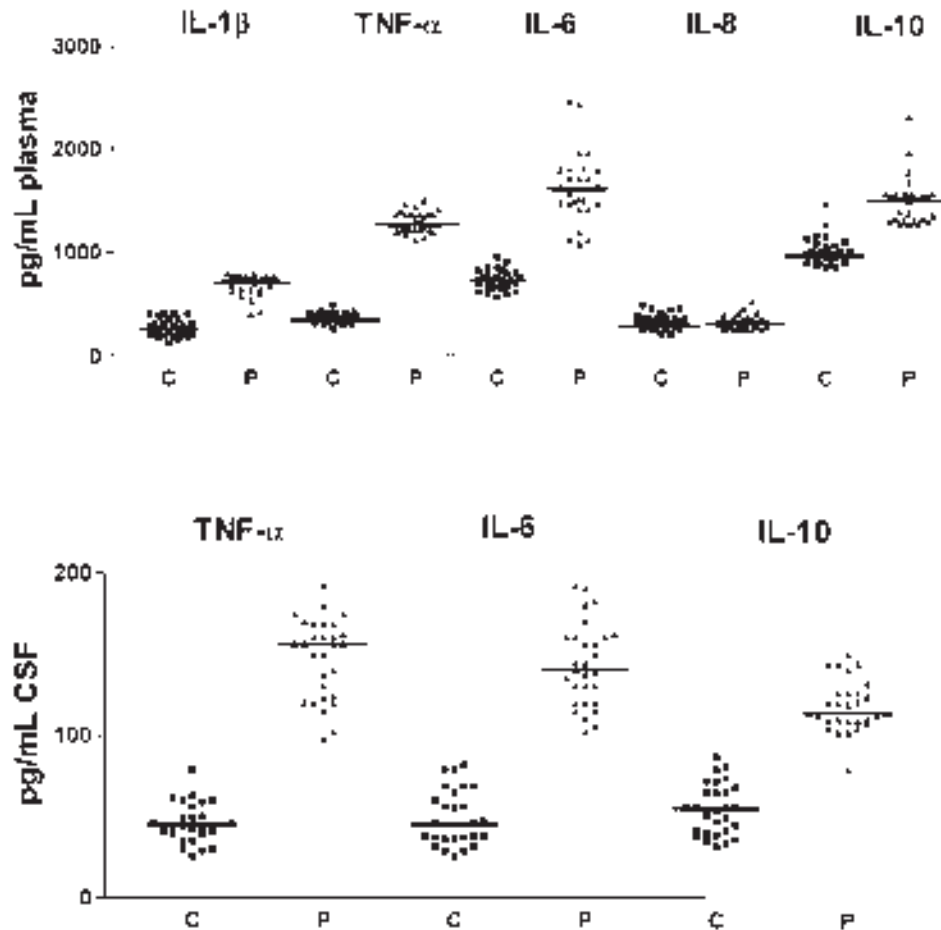 IL-1β TNF-α IL-6 IL-8 IL-10
3000
2000
1000
0
pg/mL plasma
C P C P C P C P C P
TNF-α IL-6 IL-10
200
100
0
pg/mL CSF
C P C P C P